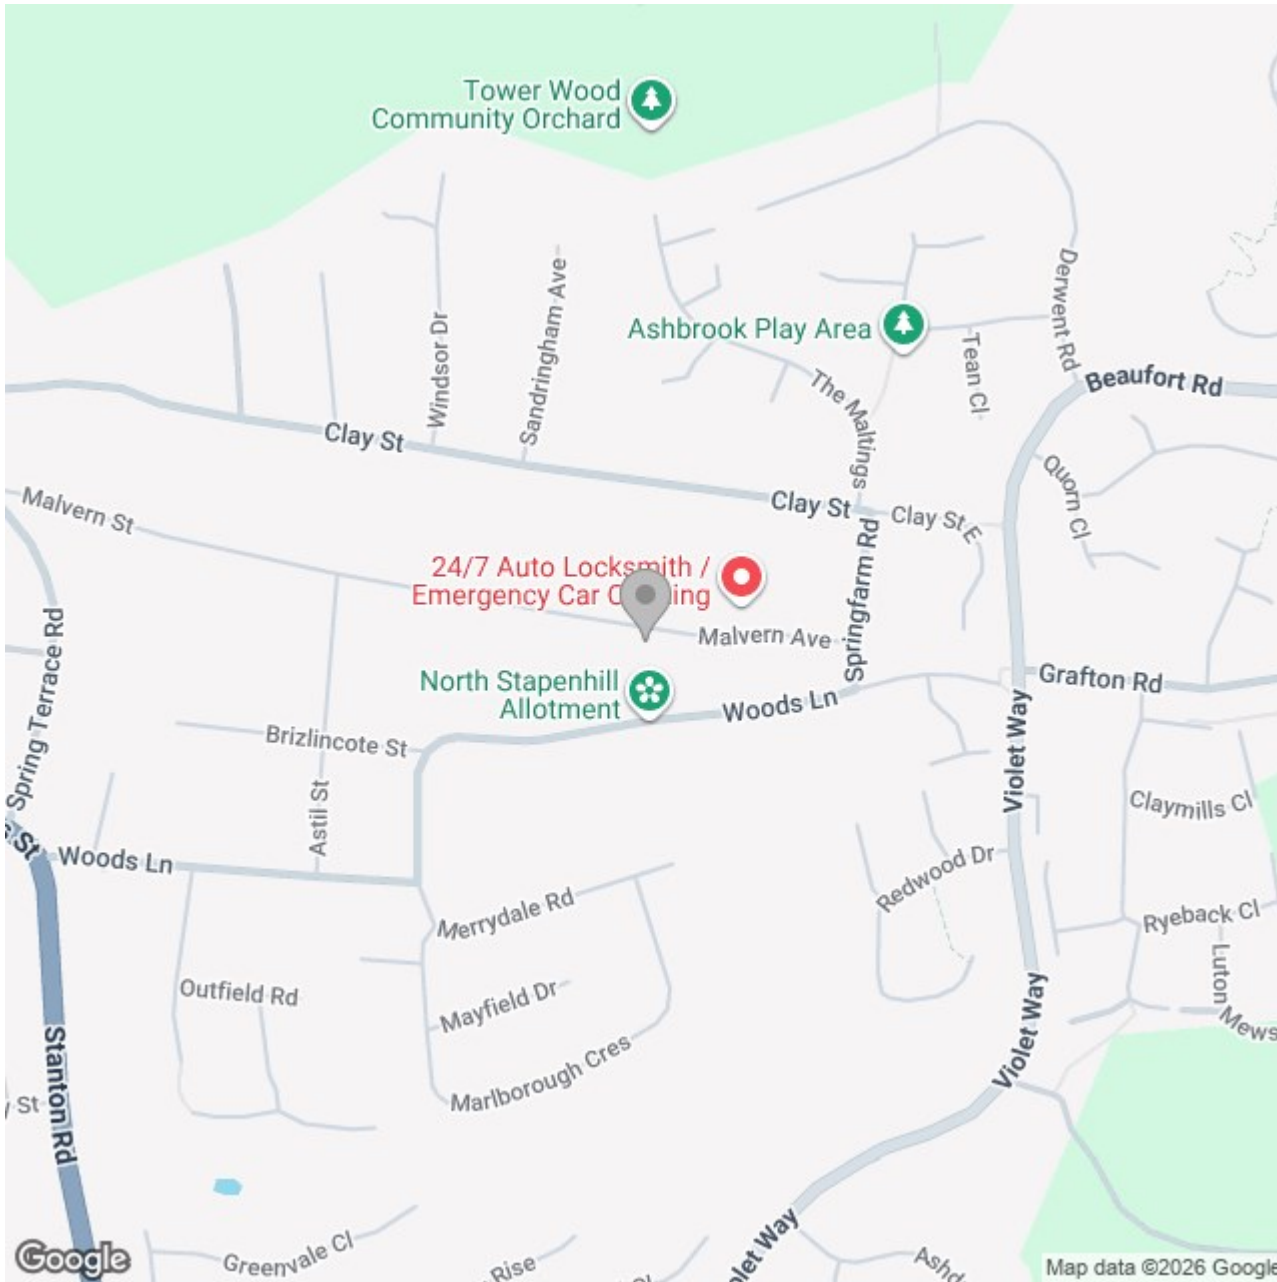 Tower Wood
Community Orchard
Derwent Rd
Windsor Dr
Sandringham Ave
Ashbrook Play Area
Tean Cl
Beaufort Rd
The Maltings
Clay St
Quorn Cl
Malvern St
Clay St
Clay St E
24/7 Auto Locksmith /
Springfarm Rd
Malvern Ave
North Stapenhill
Allotment
Spring Terrace Rd
Grafton Rd
Woods Ln
Brizlincote St
Violet Way
Astil St
Claymills Cl
Woods Ln
Redwood Dr
Merrydale Rd
Ryeback Cl
Outfield Rd
Mayfield Dr
Luton
Mews
Stanton Rd
Marlborough Cres
Violet Way
Greenvale Cl
Rise
Google
Map data ©2026 Google